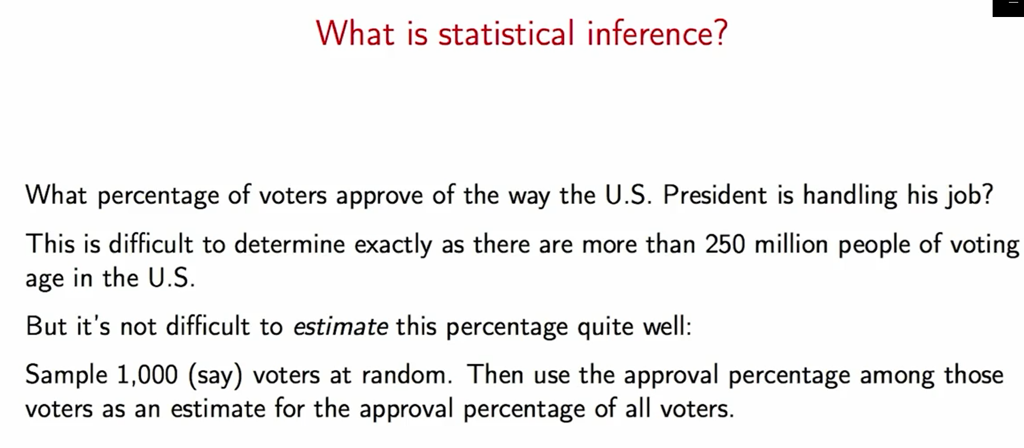 What is statistical inference?
What percentage of voters approve of the way the U.S. President is handling his job?
This is difficult to determine exactly as there are more than 250 million people of voting
age in the U.S.
But it's not difficult to estimate this percentage quite well:
Sample 1,000 (say) voters at random. Then use the approval percentage among those
voters as an estimate for the approval percentage of all voters.